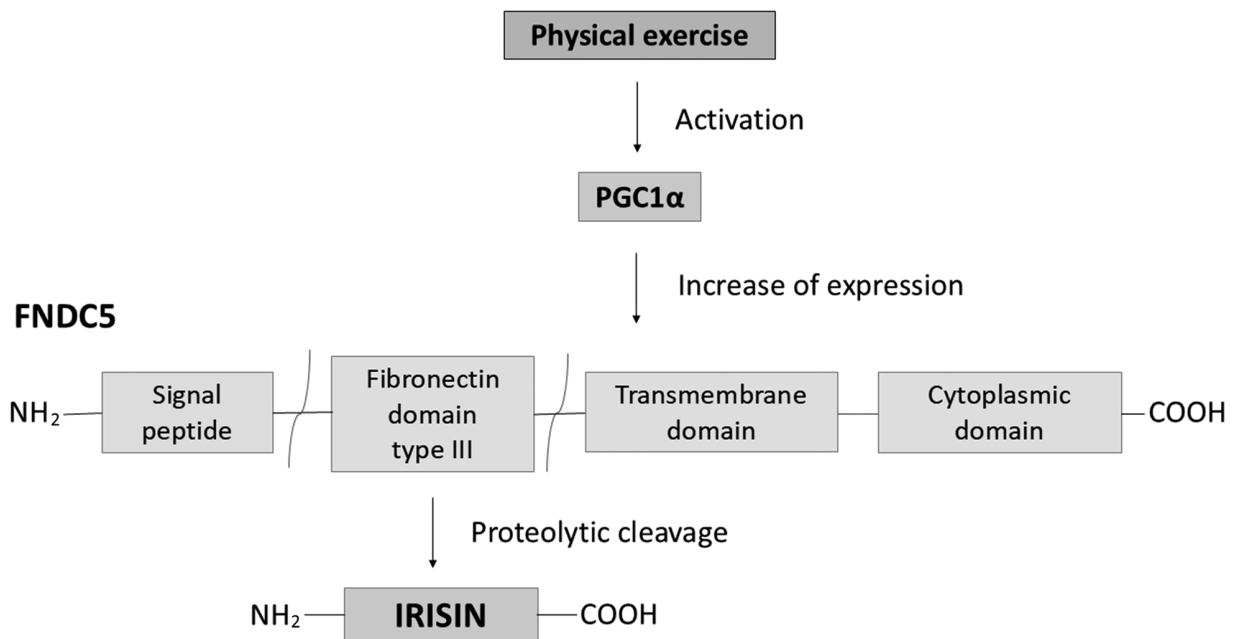 Physical exercise
Activation
PGC1α
Increase of expression
FNDC5
NH₂
Signal
peptide
Fibronectin
domain
type III
Transmembrane
domain
Cytoplasmic
domain
COOH
Proteolytic cleavage
NH₂
IRISIN
COOH